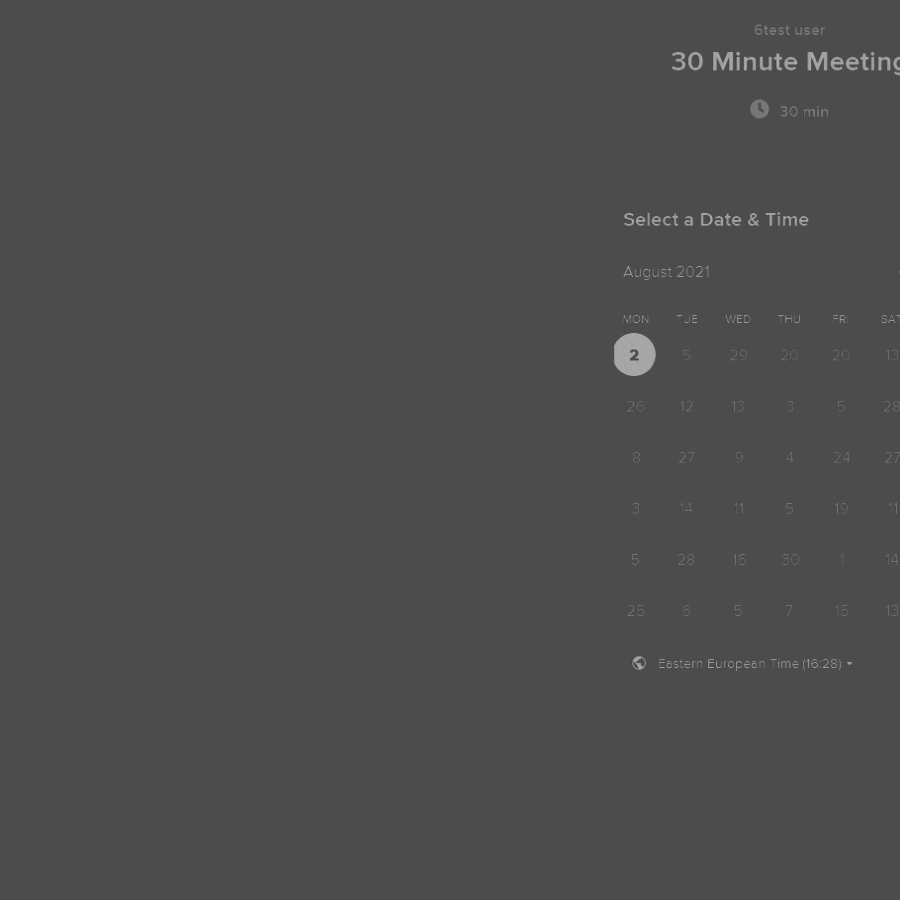 6test user
30 Minute Meeting
30 min
Select a Date & Time
August 2021
MON TUE WED THU FRI SAT
2 5 29 20 20 13
26 12 13 3 5 28
8 27 9 4 24 27
3 14 11 5 19 11
5 28 16 30 1 14
25 6 5 7 15 13
Eastern European Time (16:28)